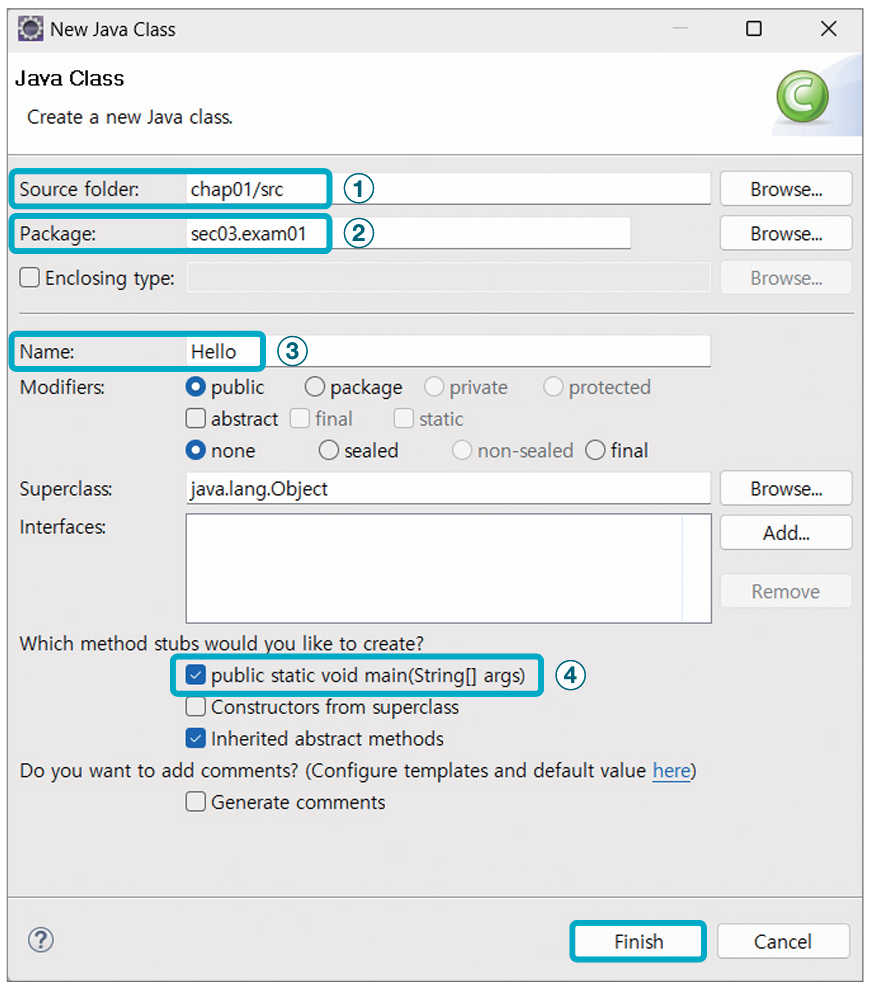 New Java Class
Java Class
Create a new Java class.
Source folder: chap01/src ① Browse...
Package: sec03.exam01 ② Browse...
Enclosing type: Browse...
Name: Hello ③
Modifiers: public package private protected
abstract final static
none sealed non-sealed final
Superclass: java.lang.Object Browse...
Interfaces: Add...
Remove
Which method stubs would you like to create?
public static void main(String[] args) ④
Constructors from superclass
Inherited abstract methods
Do you want to add comments? (Configure templates and default value here)
Generate comments
? Finish Cancel